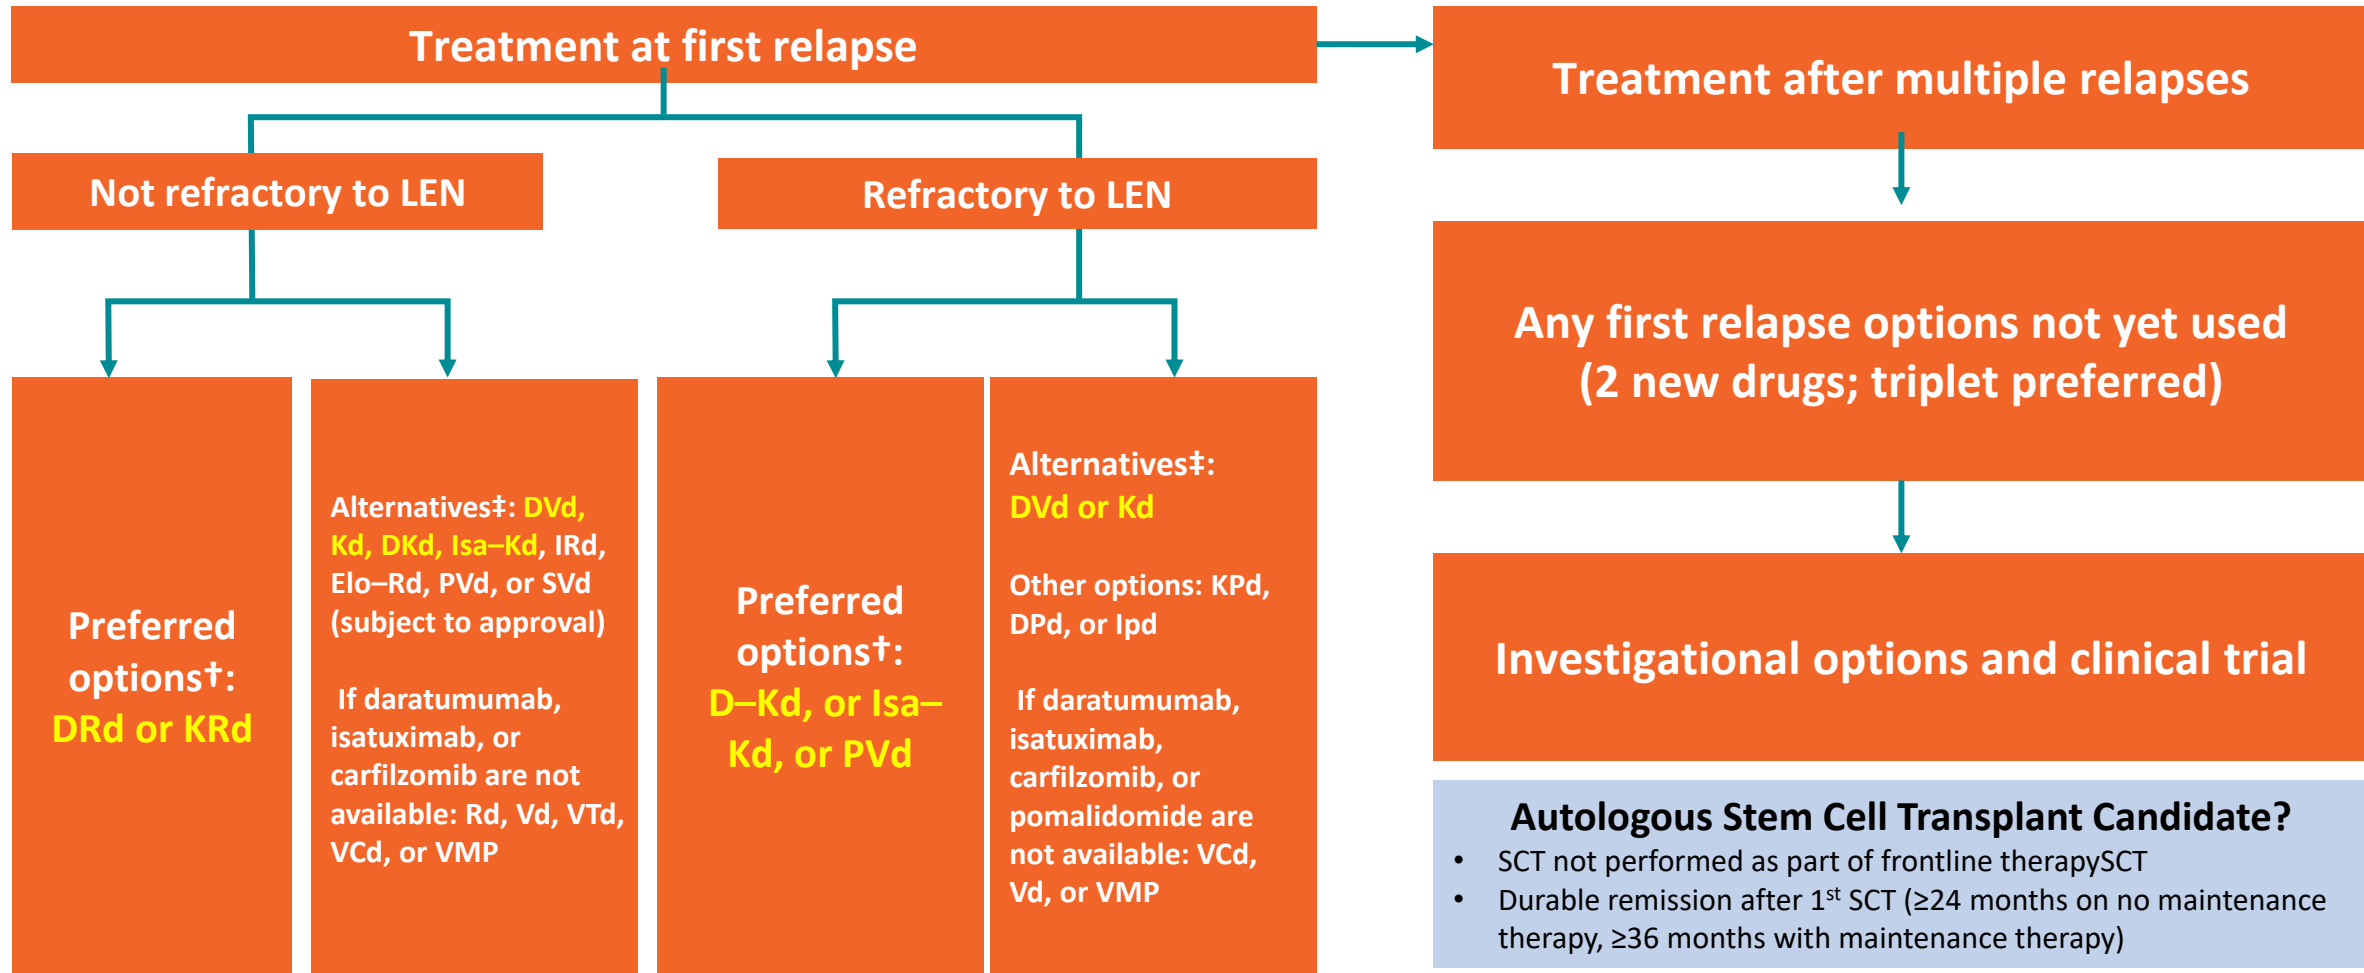 Treatment at first relapse
Not refractory to LEN
Refractory to LEN
Preferred
options†:
DRd or KRd
Alternatives‡: DVd,
Kd, DKd, Isa–Kd, IRd,
Elo–Rd, PVd, or SVd
(subject to approval)
If daratumumab,
isatuximab, or
carfilzomib are not
available: Rd, Vd, VTd,
VCd, or VMP
Preferred
options†:
D–Kd, or Isa–
Kd, or PVd
Alternatives‡:
DVd or Kd
Other options: KPd,
DPd, or Ipd
If daratumumab,
isatuximab,
carfilzomib, or
pomalidomide are
not available: VCd,
Vd, or VMP
Treatment after multiple relapses
Any first relapse options not yet used
(2 new drugs; triplet preferred)
Investigational options and clinical trial
Autologous Stem Cell Transplant Candidate?
• SCT not performed as part of frontline therapySCT
• Durable remission after 1st SCT (≥24 months on no maintenance
therapy, ≥36 months with maintenance therapy)